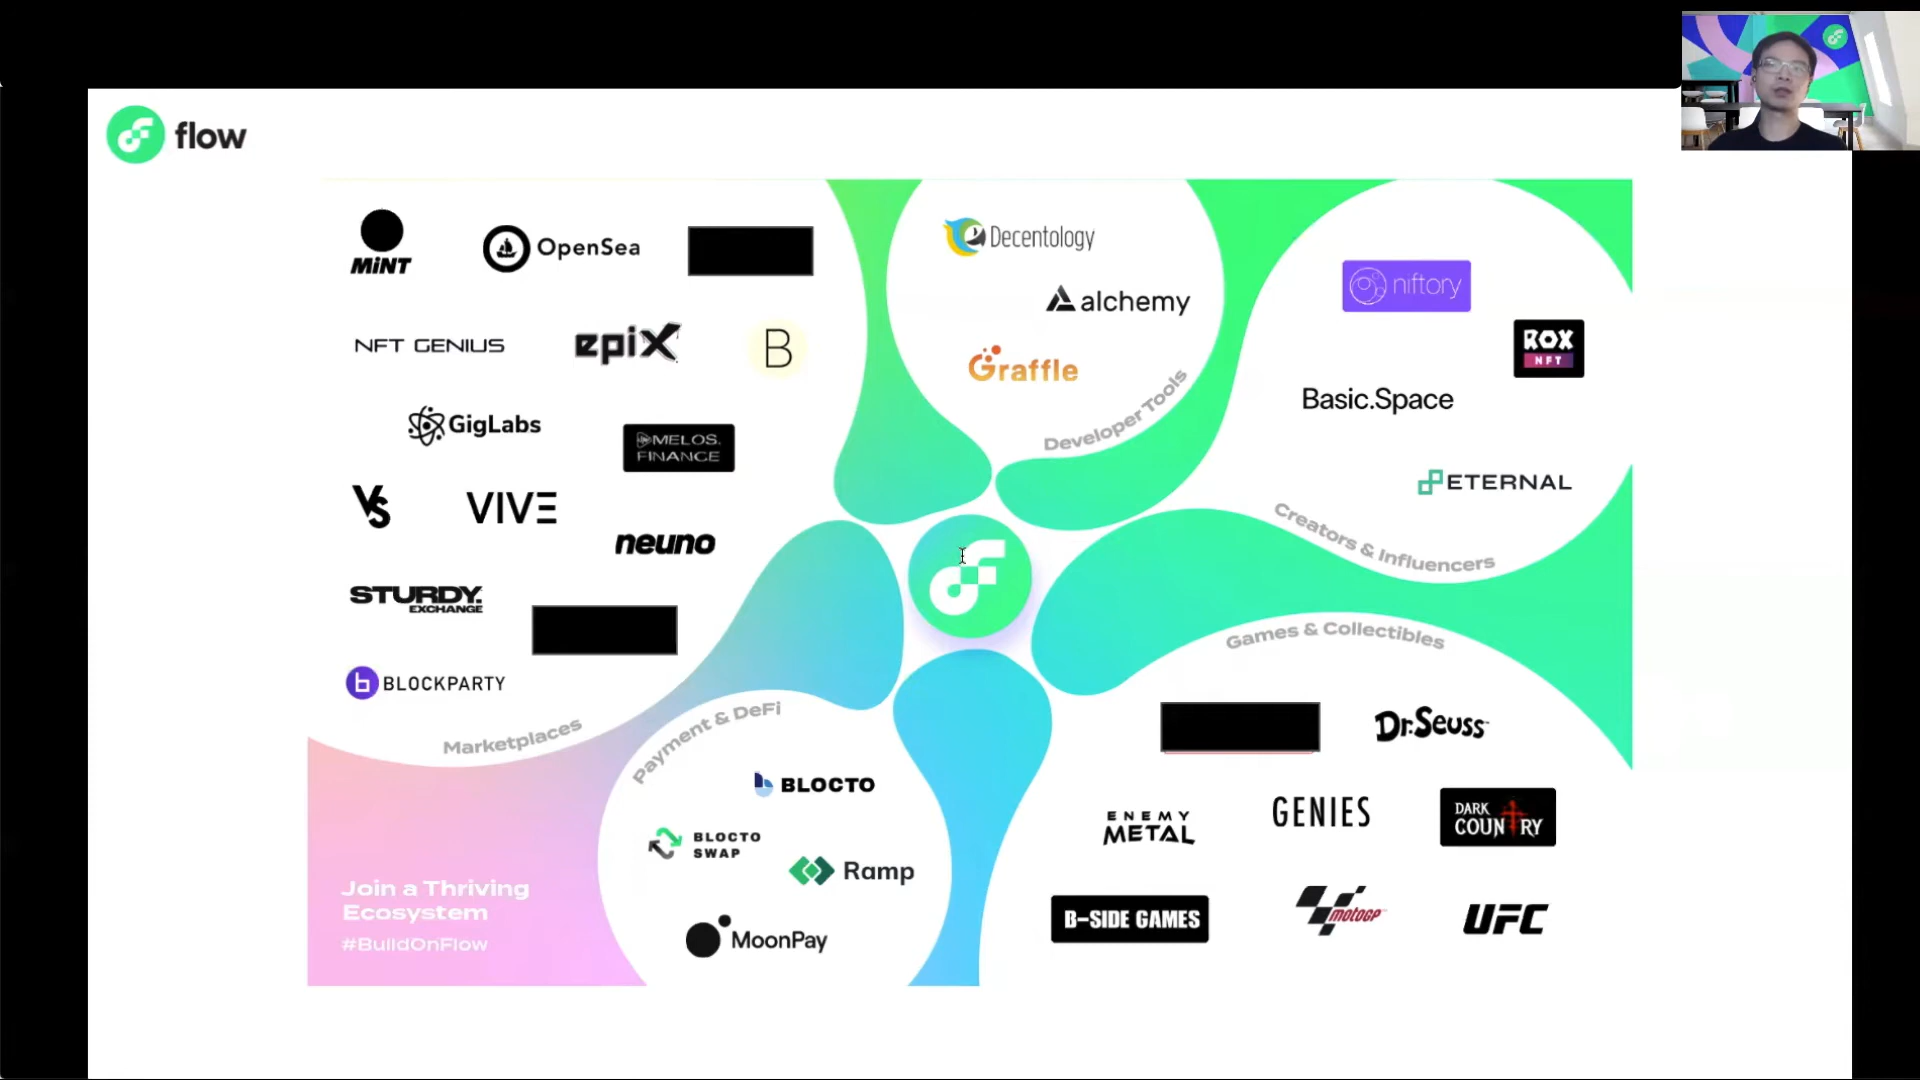 flow
MiNT
OpenSea
NFT GENIUS
epix
B
GigLabs
MELOS.
FINANCE
VS
VIVE
neuno
STURDY.
EXCHANGE
BLOCKPARTY
Marketplaces
Decentology
alchemy
Graffle
Developer Tools
niftory
ROX
NFT
Basic.Space
ETERNAL
Creators & Influencers
Games & Collectibles
Dr.Seuss
ENEMY
METAL
GENIES
DARK
COUNTRY
B-SIDE GAMES
motoGP
UFC
Payment & DeFi
BLOCTO
BLOCTO
SWAP
Ramp
MoonPay
Join a Thriving
Ecosystem
#BuildOnFlow